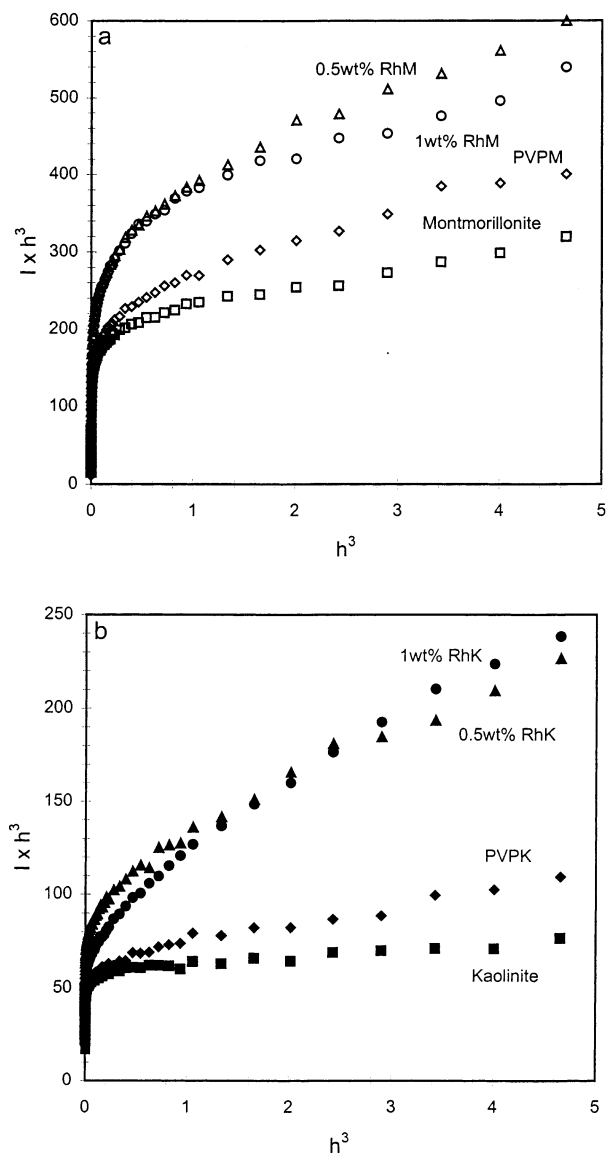 a
600
500
400
300
200
100
0
I x h³
0.5wt% RhM
1wt% RhM
PVPM
Montmorillonite
0 1 2 3 4 5
h³
b
250
200
150
100
50
0
I x h³
1wt% RhK
0.5wt% RhK
PVPK
Kaolinite
0 1 2 3 4 5
h³